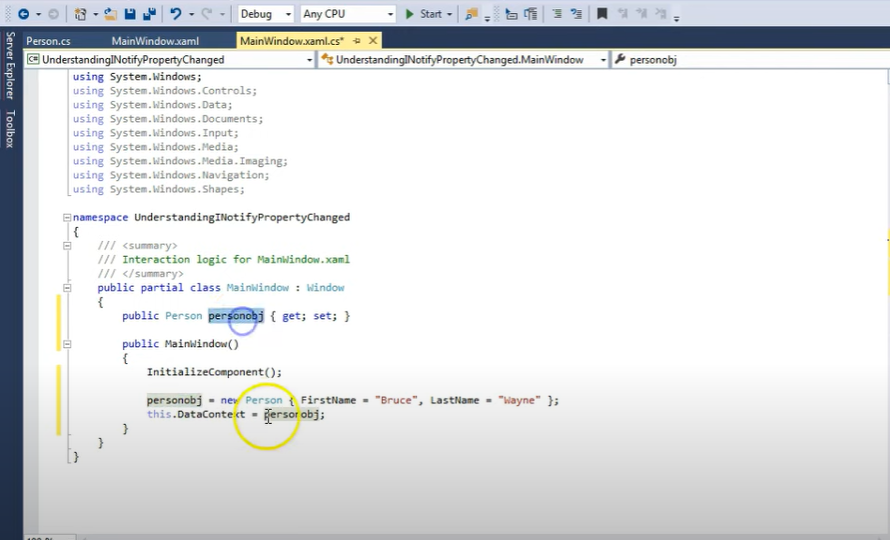 Debug Any CPU Start
Person.cs MainWindow.xaml MainWindow.xaml.cs*
UnderstandingINotifyPropertyChanged UnderstandingINotifyPropertyChanged.MainWindow personobj
Server Explorer
Toolbox
using System.Windows;
using System.Windows.Controls;
using System.Windows.Data;
using System.Windows.Documents;
using System.Windows.Input;
using System.Windows.Media;
using System.Windows.Media.Imaging;
using System.Windows.Navigation;
using System.Windows.Shapes;
namespace UnderstandingINotifyPropertyChanged
{
/// <summary>
/// Interaction logic for MainWindow.xaml
/// </summary>
public partial class MainWindow : Window
{
public Person personobj { get; set; }
public MainWindow()
{
InitializeComponent();
personobj = new Person { FirstName = "Bruce", LastName = "Wayne" };
this.DataContext = personobj;
}
}
}